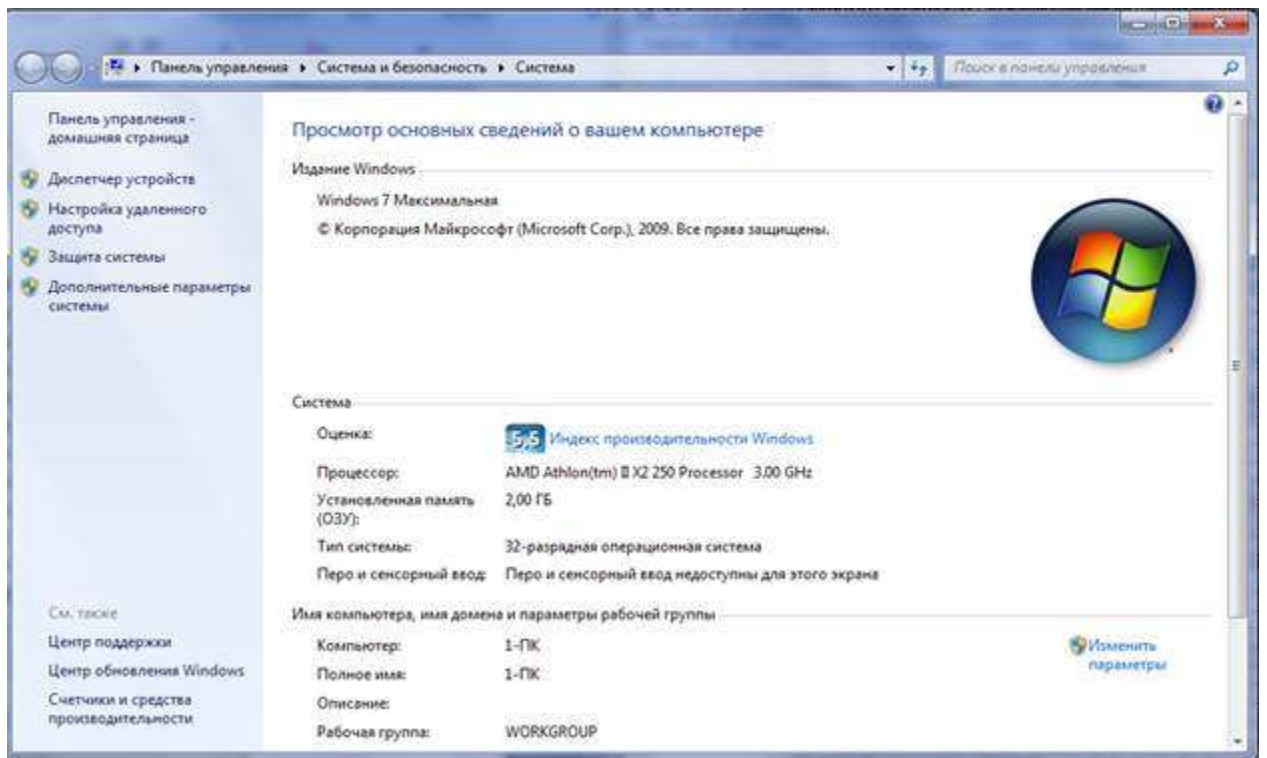 Панель управления ▸ Система и безопасность ▸ Система
Поиск в панели управления
Панель управления -
домашняя страница
Диспетчер устройств
Настройка удаленного
доступа
Защита системы
Дополнительные параметры
системы
См. также
Центр поддержки
Центр обновления Windows
Счетчики и средства
производительности
Просмотр основных сведений о вашем компьютере
Издание Windows
Windows 7 Максимальная
© Корпорация Майкрософт (Microsoft Corp.), 2009. Все права защищены.
Система
Оценка: 5,5 Индекс производительности Windows
Процессор: AMD Athlon(tm) II X2 250 Processor 3.00 GHz
Установленная память 2,00 ГБ
(ОЗУ):
Тип системы: 32-разрядная операционная система
Перо и сенсорный ввод: Перо и сенсорный ввод недоступны для этого экрана
Имя компьютера, имя домена и параметры рабочей группы
Компьютер: 1-ПК
Изменить
параметры
Полное имя: 1-ПК
Описание:
Рабочая группа: WORKGROUP